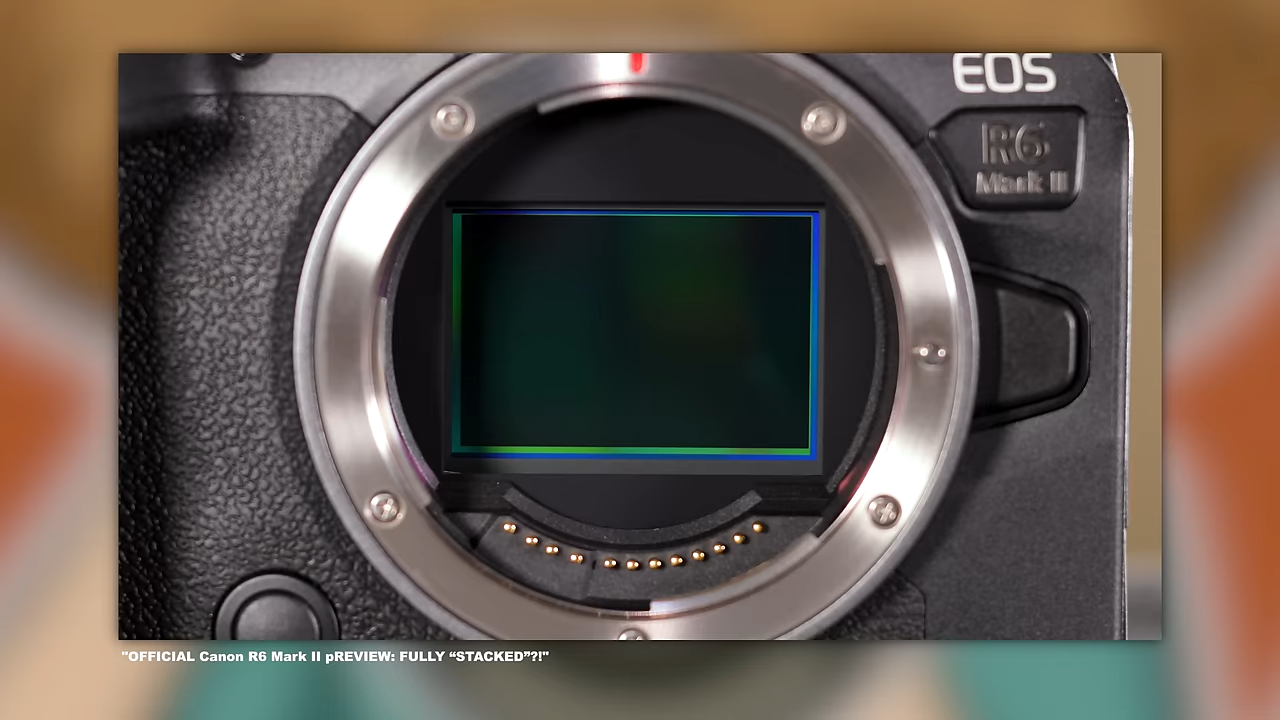 EOS
R6
Mark II
"OFFICIAL Canon R6 Mark II pREVIEW: FULLY “STACKED”?!"